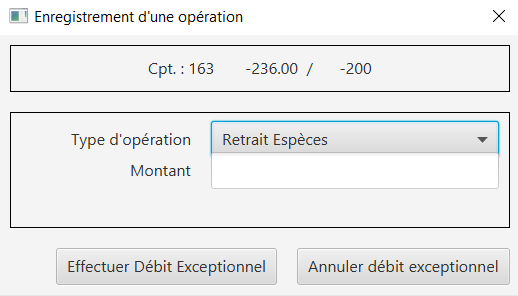 Enregistrement d'une opération
Cpt. : 163 -236.00 / -200
Type d'opération Retrait Espèces
Montant
Effectuer Débit Exceptionnel Annuler débit exceptionnel